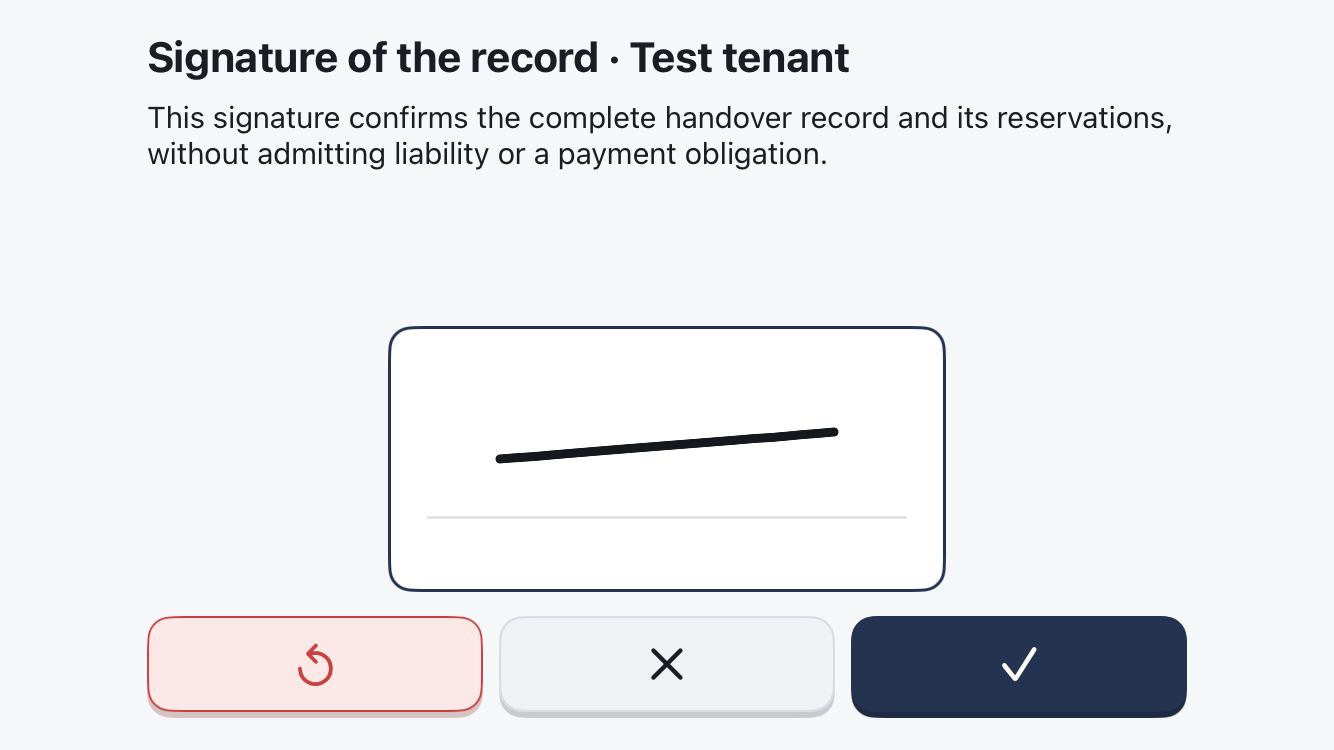 Signature of the record · Test tenant
This signature confirms the complete handover record and its reservations,
without admitting liability or a payment obligation.